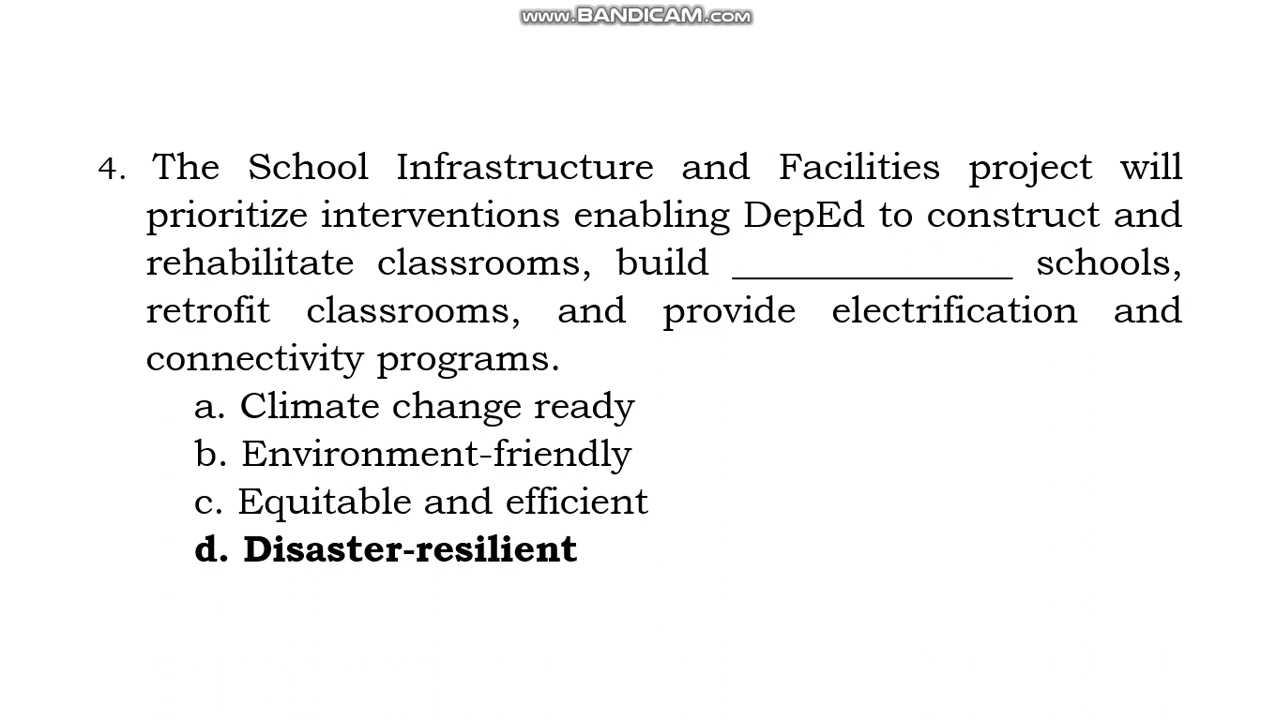 www.BANDICAM.com
4. The School Infrastructure and Facilities project will
prioritize interventions enabling DepEd to construct and
rehabilitate classrooms, build ______________ schools,
retrofit classrooms, and provide electrification and
connectivity programs.
a. Climate change ready
b. Environment-friendly
c. Equitable and efficient
d. Disaster-resilient